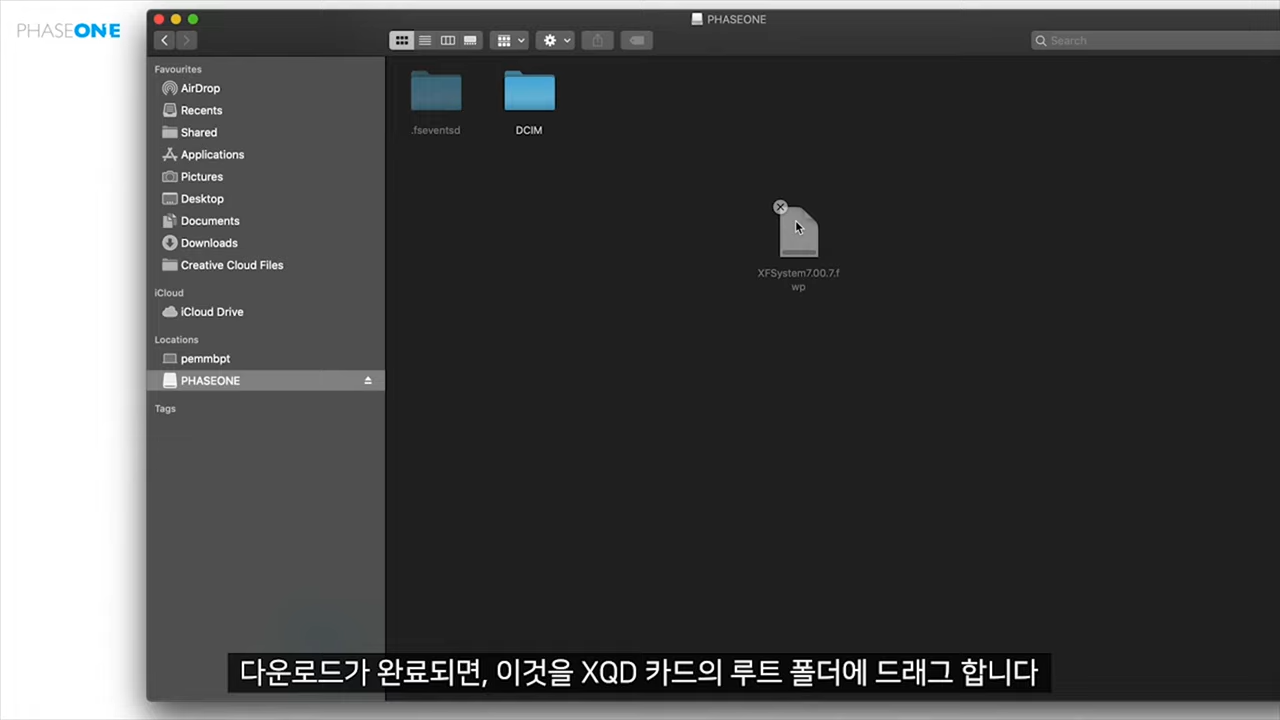 PHASEONE
PHASEONE
Search
Favourites
AirDrop
Recents
Shared
Applications
Pictures
Desktop
Documents
Downloads
Creative Cloud Files
iCloud
iCloud Drive
Locations
pemmbpt
PHASEONE
Tags
.fseventsd
DCIM
XFSystem7.00.7.f
wp
다운로드가 완료되면, 이것을 XQD 카드의 루트 폴더에 드래그 합니다